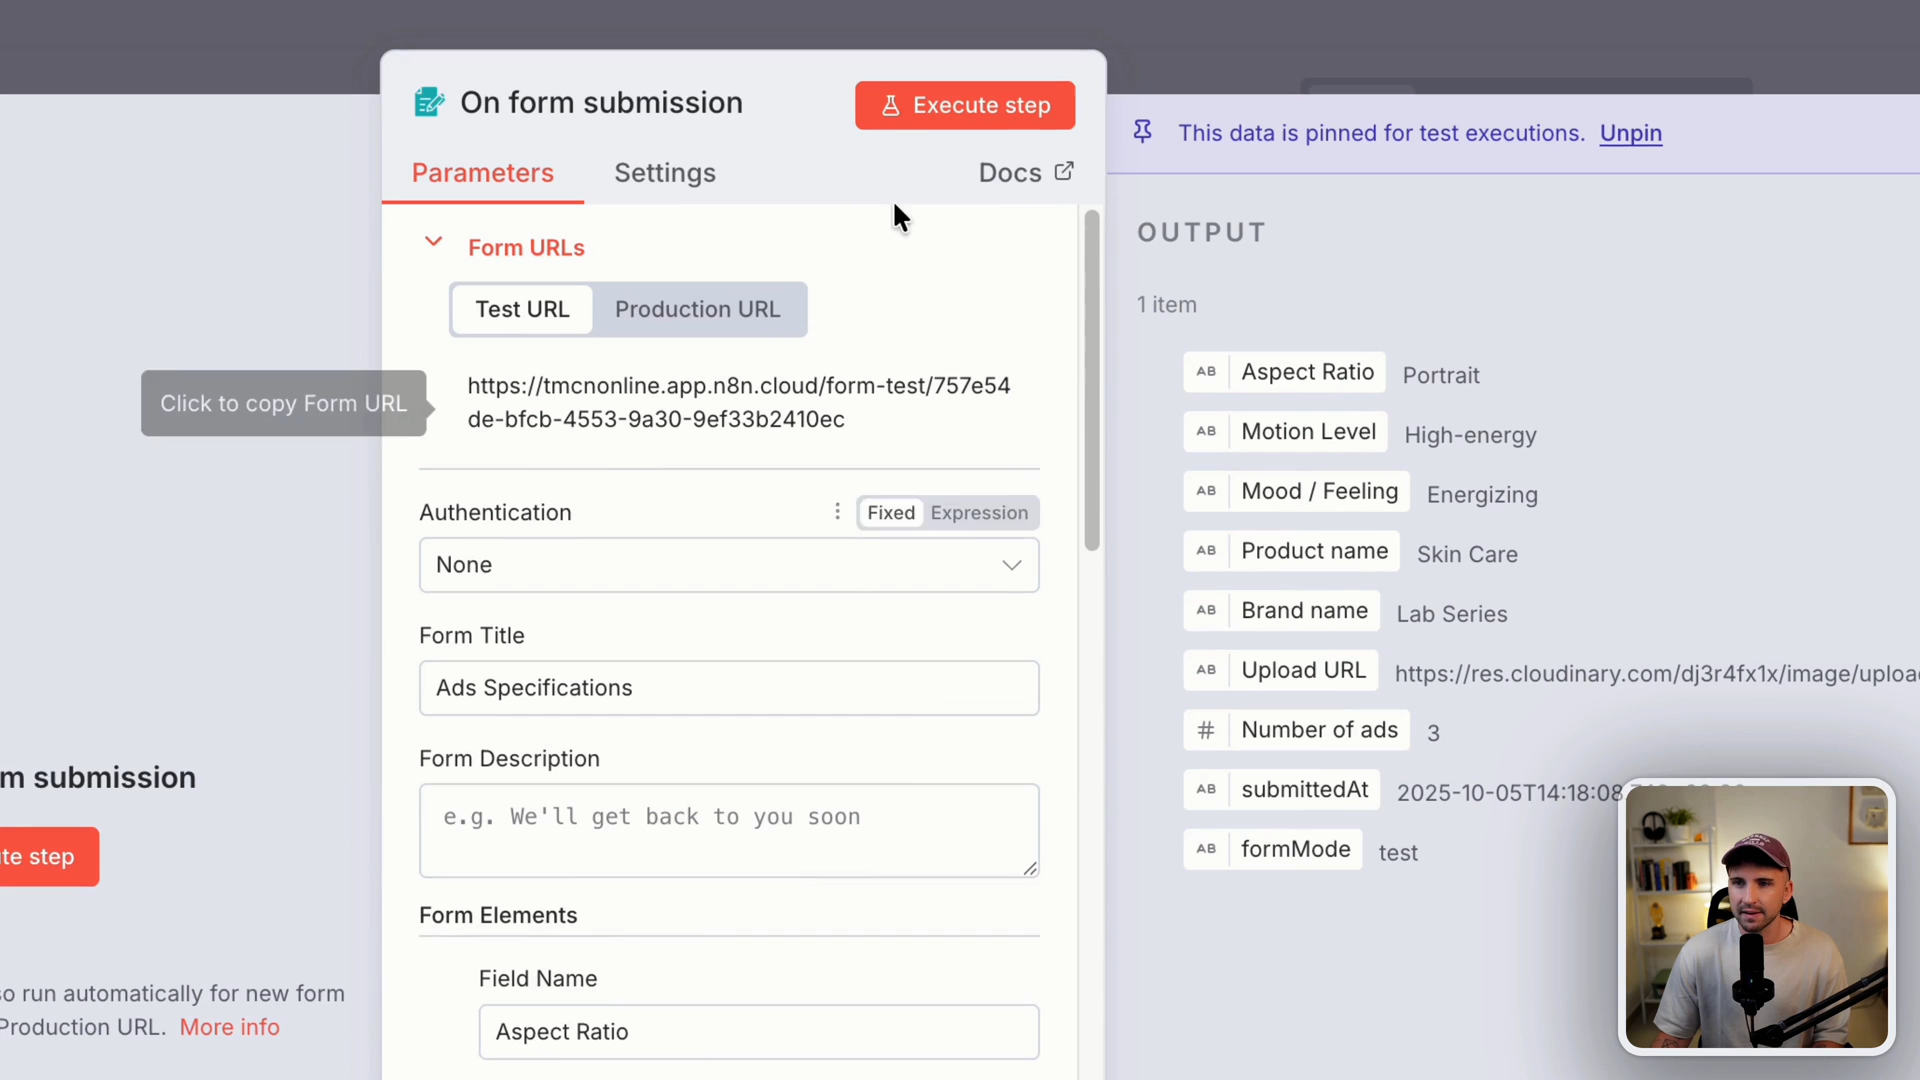 On form submission
Execute step
Parameters
Settings
Docs
This data is pinned for test executions. Unpin
Form URLs
Test URL
Production URL
Click to copy Form URL
https://tmcnonline.app.n8n.cloud/form-test/757e54
de-bfcb-4553-9a30-9ef33b2410ec
Authentication
Fixed
Expression
None
Form Title
Ads Specifications
Form Description
e.g. We'll get back to you soon
Form Elements
Field Name
Aspect Ratio
OUTPUT
1 item
AB Aspect Ratio Portrait
AB Motion Level High-energy
AB Mood / Feeling Energizing
AB Product name Skin Care
AB Brand name Lab Series
AB Upload URL https://res.cloudinary.com/dj3r4fx1x/image/uploa
# Number of ads 3
AB submittedAt 2025-10-05T14:18:08
AB formMode test
m submission
te step
so run automatically for new form
Production URL. More info